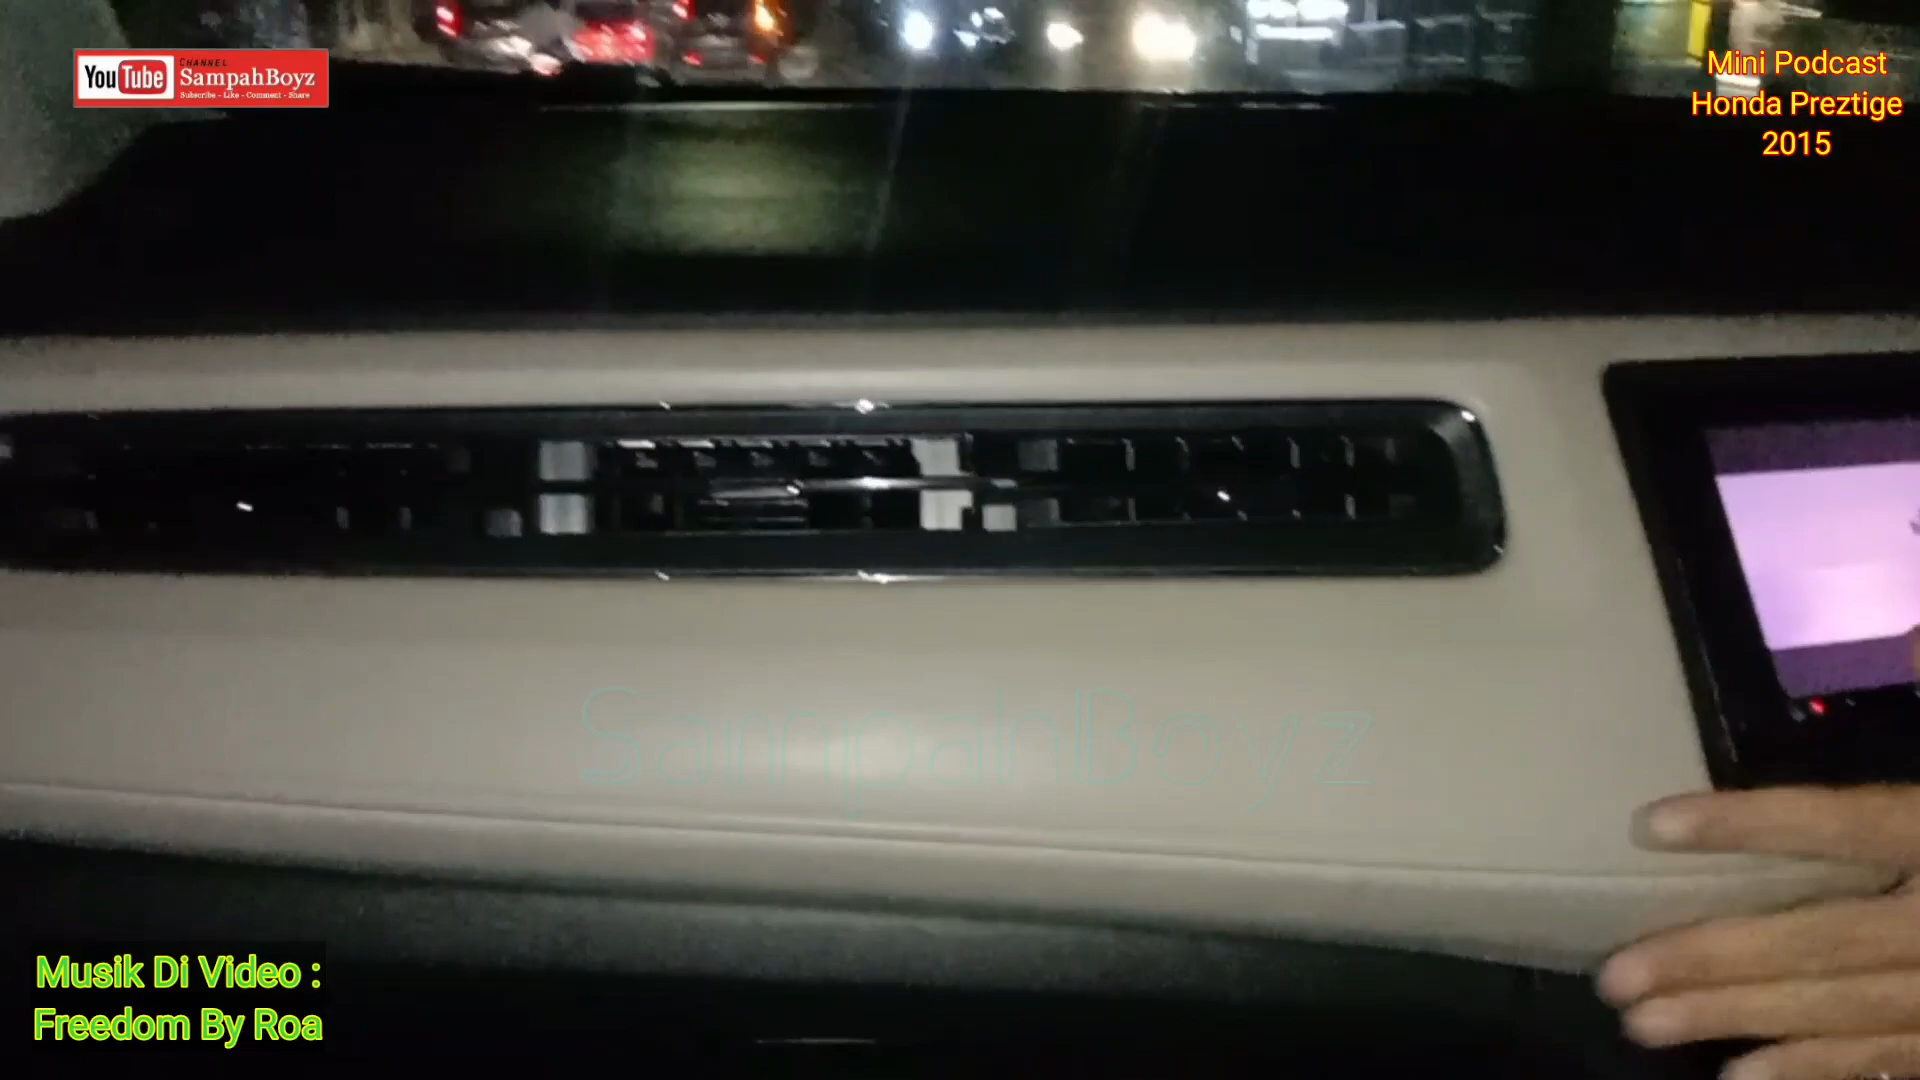 YouTube
CHANNEL
SampahBoyz
Subscribe - Like - Comment - Share
Mini Podcast
Honda Preztige
2015
SampahBoyz
Musik Di Video :
Freedom By Roa